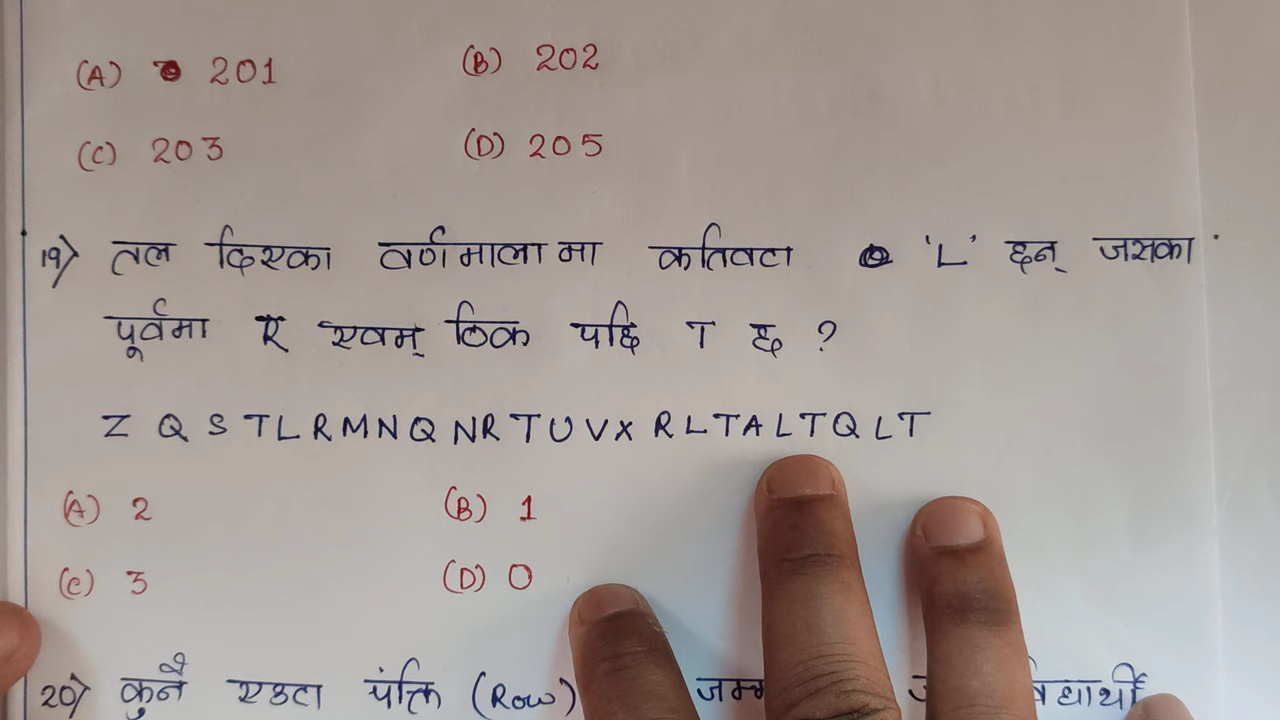 (A) 201 (B) 202
(C) 203 (D) 205
19) तल दिएका वर्णमालामा कतिवटा 'L' छन् जसका
पूर्वमा R एवम् ठिक पछि T छ ?
Z Q S T L R M N Q N R T U V X R L T A L T Q L T
(A) 2 (B) 1
(C) 3 (D) 0
20) कुनै एउटा पंक्ति (Row)